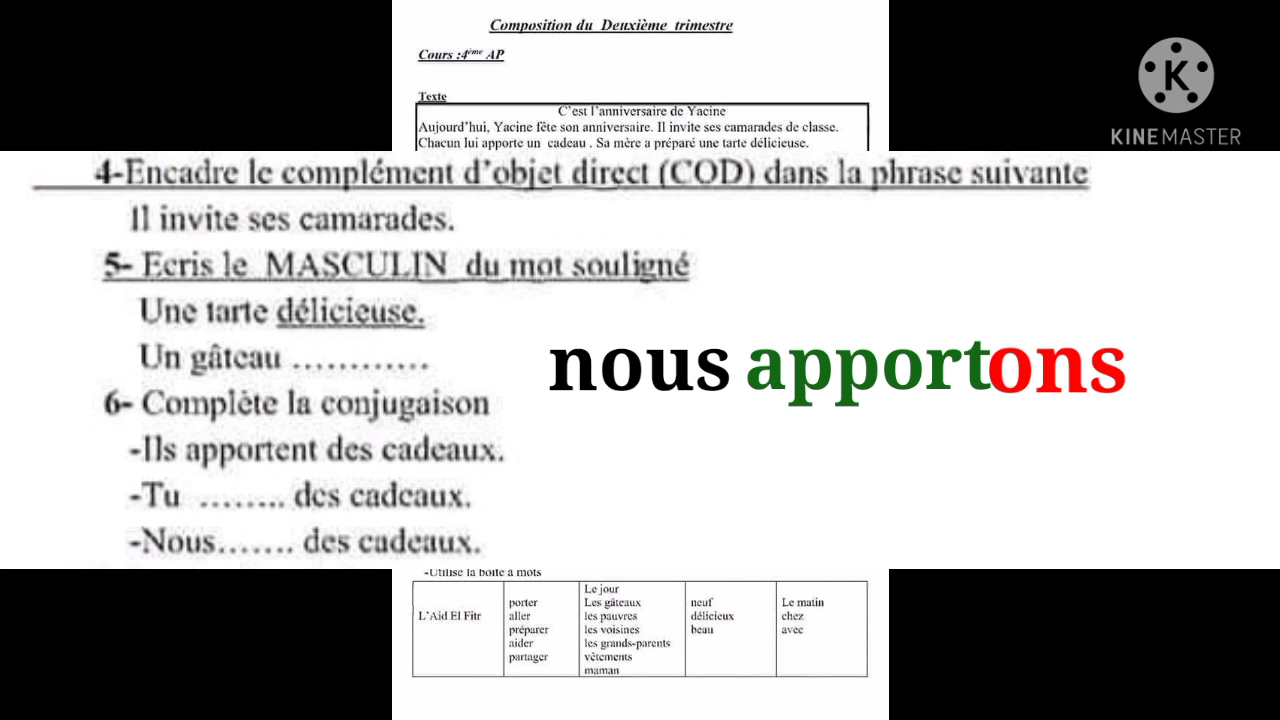 Composition du Deuxième trimestre
Cours :4ème AP
Texte
C'est l'anniversaire de Yacine
Aujourd'hui, Yacine fête son anniversaire. Il invite ses camarades de classe.
Chacun lui apporte un cadeau . Sa mère a préparé une tarte délicieuse.
KINEMASTER
4-Encadre le complément d'objet direct (COD) dans la phrase suivante
Il invite ses camarades.
5- Ecris le MASCULIN du mot souligné
Une tarte délicieuse.
Un gâteau …………
nous apportons
6- Complète la conjugaison
-Ils apportent des cadeaux.
-Tu …..... des cadeaux.
-Nous……. des cadeaux.
-Utilise la boite à mots
L'Aid El Fitr
porter
aller
préparer
aider
partager
Le jour
Les gâteaux
les pauvres
les voisines
les grands-parents
vêtements
maman
neuf
délicieux
beau
Le matin
chez
avec